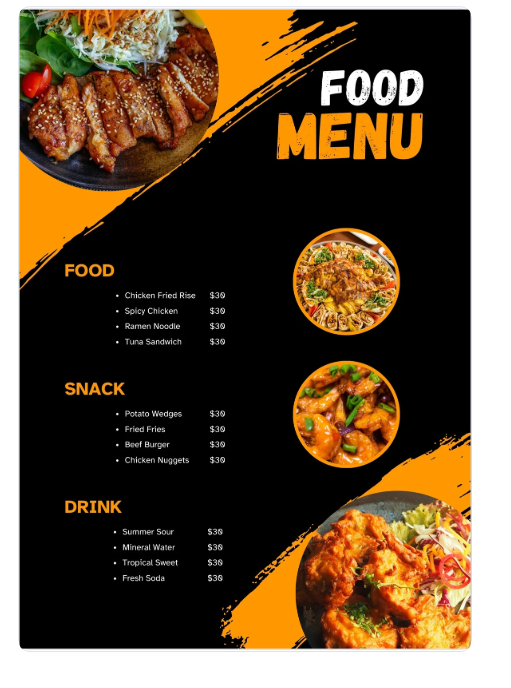 FOOD
MENU
FOOD
• Chicken Fried Rise $30
• Spicy Chicken $30
• Ramen Noodle $30
• Tuna Sandwich $30
SNACK
• Potato Wedges $30
• Fried Fries $30
• Beef Burger $30
• Chicken Nuggets $30
DRINK
• Summer Sour $30
• Mineral Water $30
• Tropical Sweet $30
• Fresh Soda $30